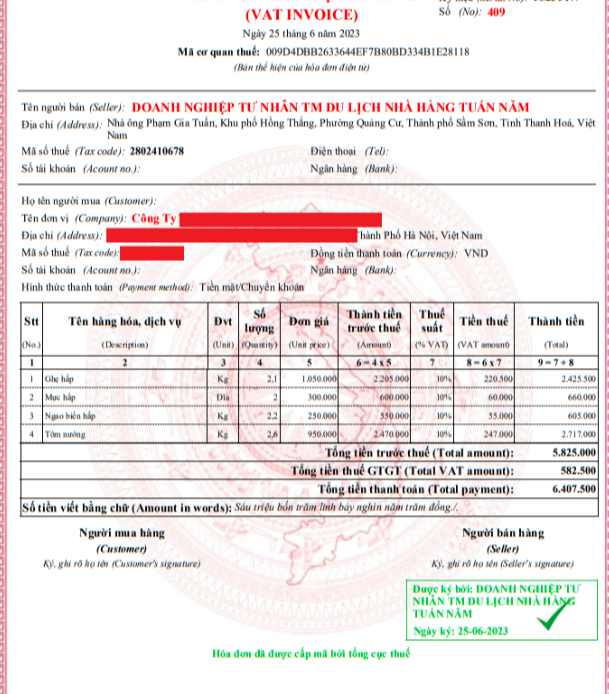 (VAT INVOICE)
Số (No): 409
Ngày 25 tháng 6 năm 2023
Mã cơ quan thuế: 009D4DBB2633644EF7B80BD334B1E28118
(Bản thể hiện của hóa đơn điện tử)
Tên người bán (Seller): DOANH NGHIỆP TƯ NHÂN TM DU LỊCH NHÀ HÀNG TUẤN NĂM
Địa chỉ (Address): Nhà ông Phạm Gia Tuấn, Khu phố Hồng Thắng, Phường Quảng Cư, Thành phố Sầm Sơn, Tỉnh Thanh Hoá, Việt
Nam
Mã số thuế (Tax code): 2802410678 Điện thoại (Tel):
Số tài khoản (Acount no.): Ngân hàng (Bank):
Họ tên người mua (Customer):
Tên đơn vị (Company): Công Ty
Địa chỉ (Address): Thành Phố Hà Nội, Việt Nam
Mã số thuế (Tax code): Đồng tiền thanh toán (Currency): VND
Số tài khoản (Acount no.): Ngân hàng (Bank):
Hình thức thanh toán (Payment method): Tiền mặt/Chuyển khoản
Stt Tên hàng hóa, dịch vụ Đvt Số lượng Đơn giá Thành tiền trước thuế Thuế suất Tiền thuế Thành tiền
(No.) (Description) (Unit) (Quantity) (Unit price) (Amount) (% VAT) (VAT amount) (Total)
1 2 3 4 5 6 = 4 x 5 7 8 = 6 x 7 9 = 7 + 8
1 Ghẹ hấp Kg 2,1 1.050.000 2.205.000 10% 220.500 2.425.500
2 Mực hấp Đĩa 2 300.000 600.000 10% 60.000 660.000
3 Ngao biển hấp Kg 2,2 250.000 550.000 10% 55.000 605.000
4 Tôm nướng Kg 2,6 950.000 2.470.000 10% 247.000 2.717.000
Tổng tiền trước thuế (Total amount): 5.825.000
Tổng tiền thuế GTGT (Total VAT amount): 582.500
Tổng tiền thanh toán (Total payment): 6.407.500
Số tiền viết bằng chữ (Amount in words): Sáu triệu bốn trăm linh bảy nghìn năm trăm đồng./.
Người mua hàng Người bán hàng
(Customer) (Seller)
Ký, ghi rõ họ tên (Customer's signature) Ký, ghi rõ họ tên (Seller's signature)
Được ký bởi: DOANH NGHIỆP TƯ
NHÂN TM DU LỊCH NHÀ HÀNG
TUẤN NĂM
Ngày ký: 25-06-2023
Hóa đơn đã được cấp mã bởi tổng cục thuế